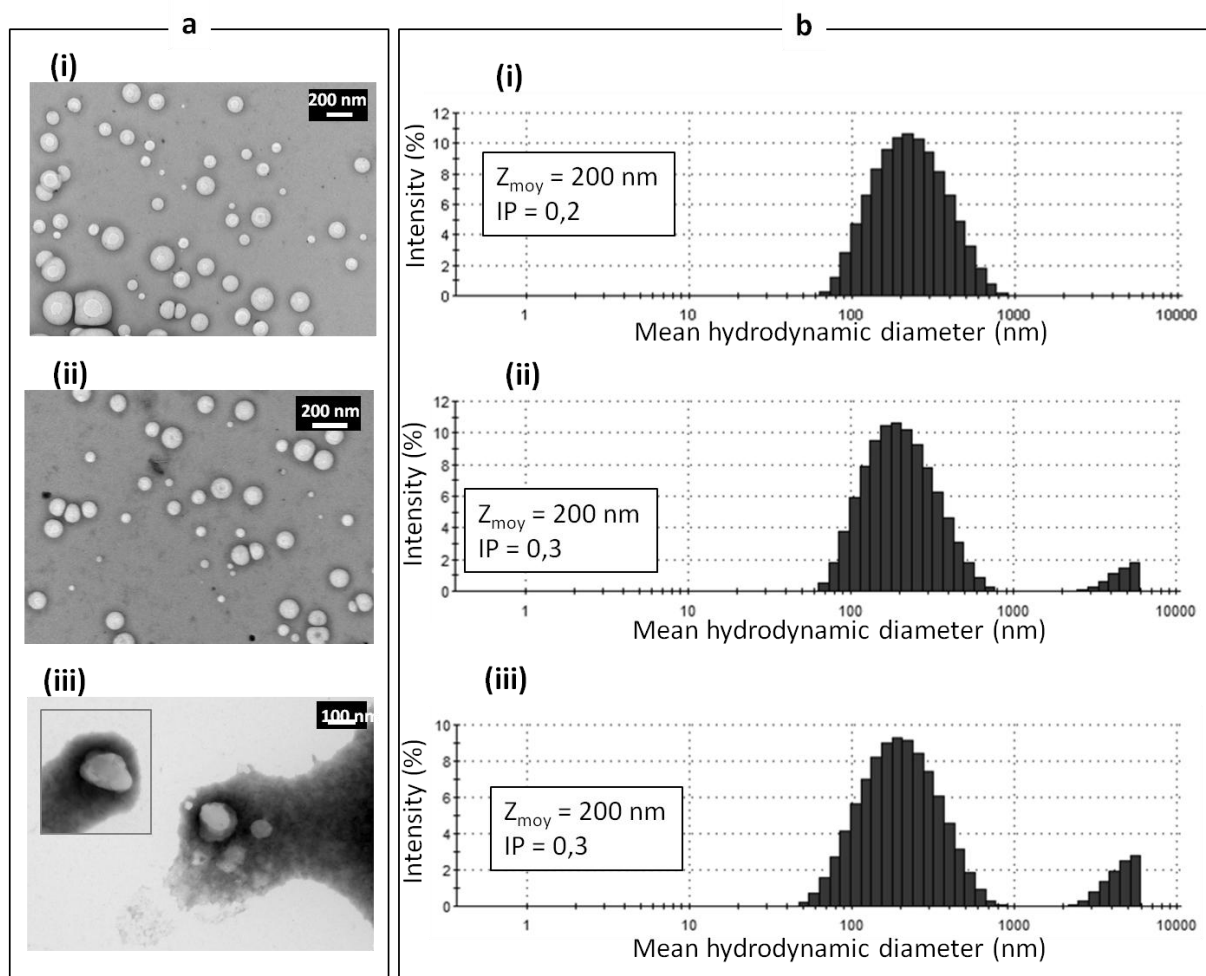 a
(i)
200 nm
(ii)
200 nm
(iii)
100 nm
b
(i)
Intensity (%)
12
10
8
6
4
2
0
Z_moy = 200 nm
IP = 0,2
1
10
100
1000
10000
Mean hydrodynamic diameter (nm)
(ii)
Intensity (%)
12
10
8
6
4
2
0
Z_moy = 200 nm
IP = 0,3
1
10
100
1000
10000
Mean hydrodynamic diameter (nm)
(iii)
Intensity (%)
10
8
6
4
2
0
Z_moy = 200 nm
IP = 0,3
1
10
100
1000
10000
Mean hydrodynamic diameter (nm)